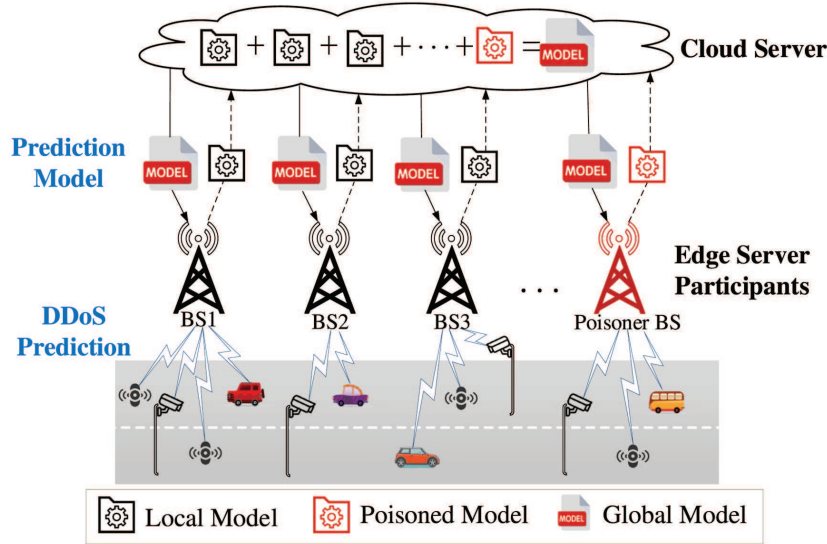 + + + + ··· + =
MODEL
Cloud Server
Prediction
Model
MODEL
MODEL
MODEL
MODEL
Edge Server
Participants
DDoS
Prediction
BS1
BS2
BS3
. . .
Poisoner BS
Local Model
Poisoned Model
MODEL
Global Model